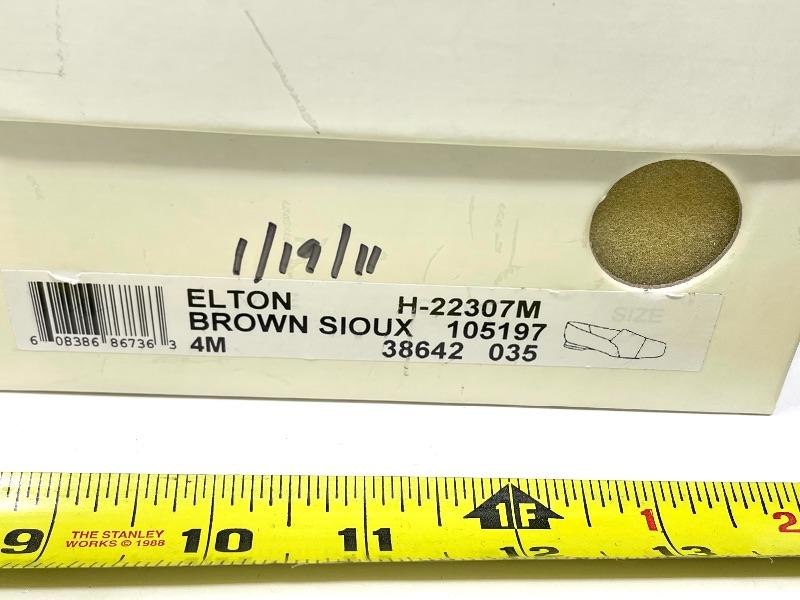 1/19/11
ELTON H-22307M
BROWN SIOUX 105197
4M 38642 035
6 08386 86736 3
SIZE
1F 1 2
9 THE STANLEY WORKS © 1988 10 11 12 13